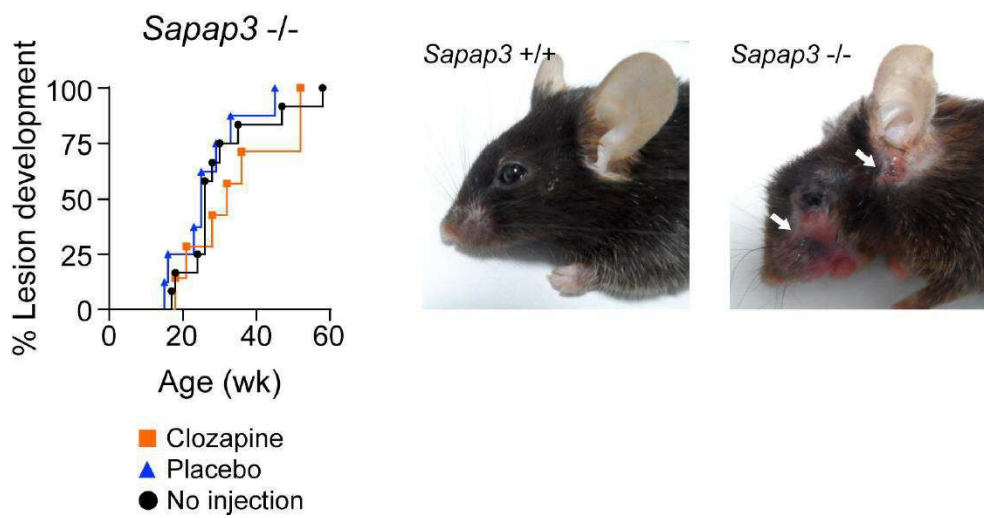 Sapap3 -/-
% Lesion development
100
75
50
25
0
0 20 40 60
Age (wk)
Clozapine
Placebo
No injection
Sapap3 +/+
Sapap3 -/-